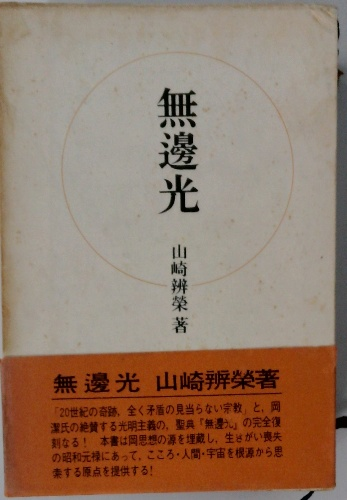 無邊光
山崎辨榮著
無邊光 山崎辨榮著
「20世紀の奇跡、全く矛盾の見当らない宗教」と、岡
潔氏の絶賛する光明主義の、聖典『無邊光』の完全復
刻なる！ 本書は岡思想の源を埋蔵し、生きがい喪失
の昭和元禄にあって、こころ・人間・宇宙を根源から思
索する原点を提供する！